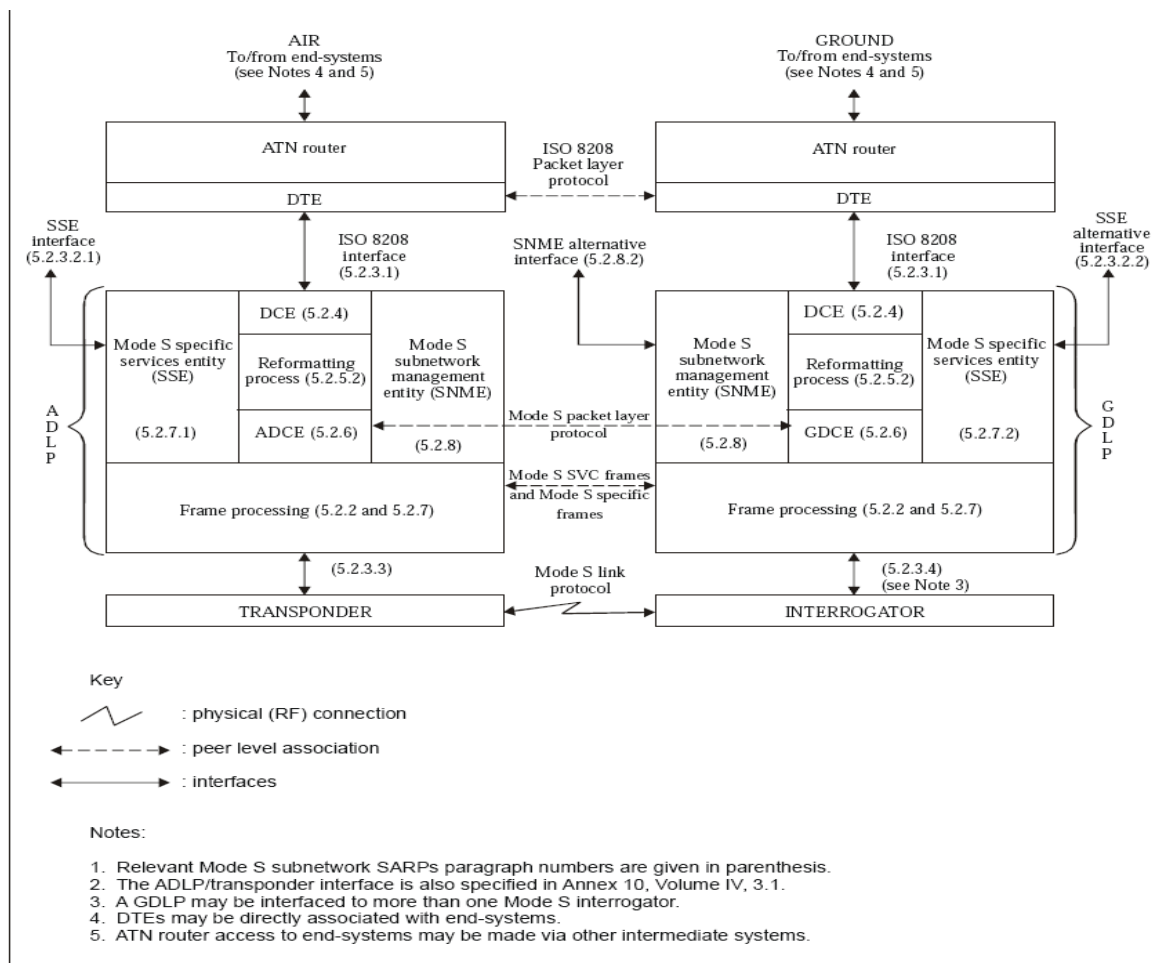 AIR
To/from end-systems
(see Notes 4 and 5)
GROUND
To/from end-systems
(see Notes 4 and 5)
ATN router
DTE
ISO 8208
Packet layer
protocol
ATN router
DTE
SSE
interface
(5.2.3.2.1)
ISO 8208
interface
(5.2.3.1)
SNME alternative
interface (5.2.8.2)
ISO 8208
interface
(5.2.3.1)
SSE
alternative
interface
(5.2.3.2.2)
ADLP
Mode S specific
services entity
(SSE)
(5.2.7.1)
DCE (5.2.4)
Reformatting
process (5.2.5.2)
ADCE (5.2.6)
Mode S
subnetwork
management
entity (SNME)
(5.2.8)
Mode S packet layer
protocol
Mode S
subnetwork
management
entity (SNME)
(5.2.8)
DCE (5.2.4)
Reformatting
process (5.2.5.2)
GDCE (5.2.6)
Mode S specific
services entity
(SSE)
(5.2.7.2)
GDLP
Frame processing (5.2.2 and 5.2.7)
Mode S SVC frames
and Mode S specific
frames
Frame processing (5.2.2 and 5.2.7)
(5.2.3.3)
Mode S link
protocol
(5.2.3.4)
(see Note 3)
TRANSPONDER
INTERROGATOR
Key
: physical (RF) connection
: peer level association
: interfaces
Notes:
1. Relevant Mode S subnetwork SARPs paragraph numbers are given in parenthesis.
2. The ADLP/transponder interface is also specified in Annex 10, Volume IV, 3.1.
3. A GDLP may be interfaced to more than one Mode S interrogator.
4. DTEs may be directly associated with end-systems.
5. ATN router access to end-systems may be made via other intermediate systems.